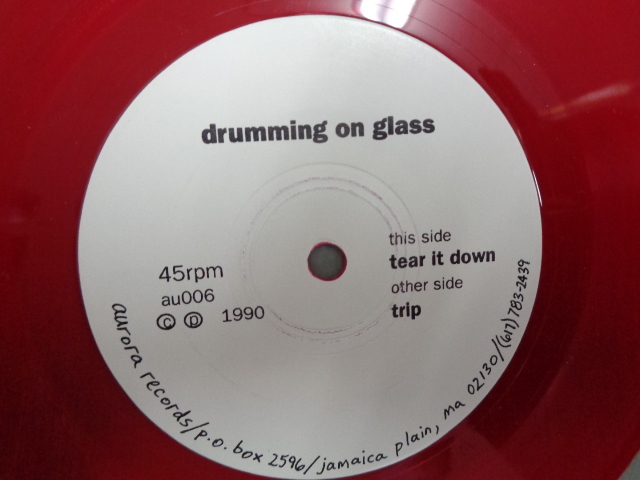 drumming on glass
this side
tear it down
other side
trip
45rpm
au006
© ℗ 1990
aurora records/p.o. box 2596/jamaica plain, ma 02130/(617)783-2439